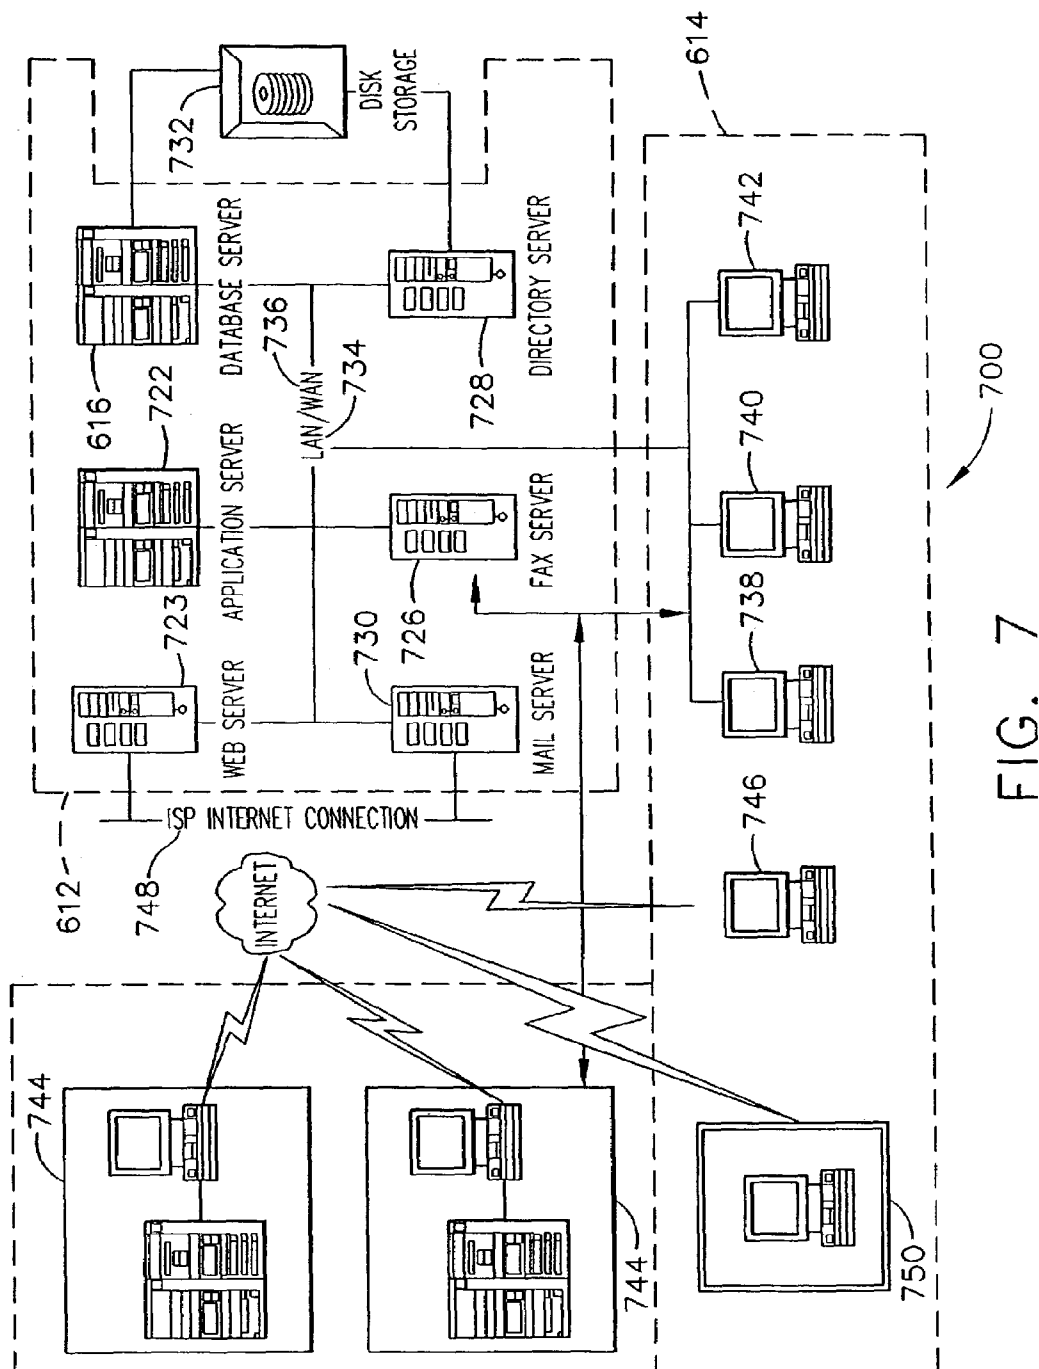 744
612
616
748
722
723
732
ISP INTERNET CONNECTION
WEB SERVER
APPLICATION SERVER
DATABASE SERVER
INTERNET
736
LAN/WAN
734
DISK
STORAGE
730
726
728
MAIL SERVER
FAX SERVER
DIRECTORY SERVER
744
614
746
738
740
742
750
700
FIG. 7